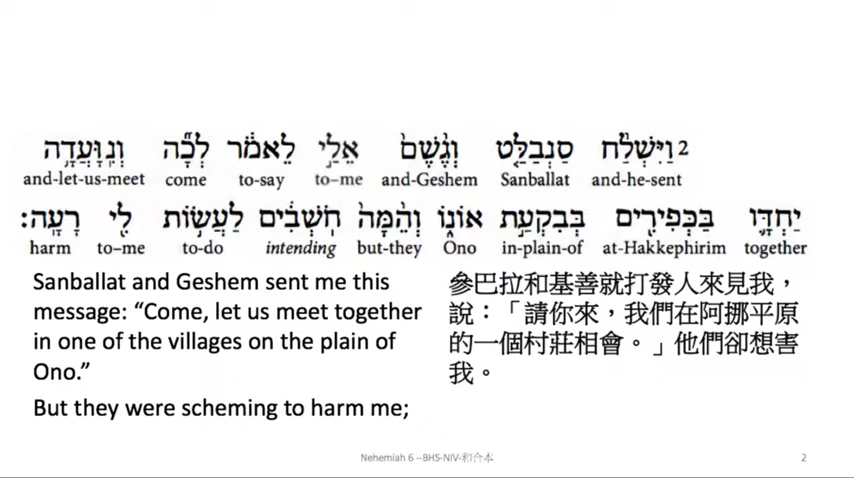 2 וַיִּשְׁלַ֨ח סַנְבַלַּ֤ט וְגֶ֙שֶׁם֙ אֵלַ֣י לֵאמֹ֔ר לְכָ֞ה וְנִֽוָּעֲדָ֥ה
and-let-us-meet come to-say to–me and-Geshem Sanballat and-he-sent
יַחְדָּ֛ו בַּכְּפִירִ֖ים בְּבִקְעַ֣ת אוֹנ֑וֹ וְהֵ֙מָּה֙ חֹֽשְׁבִ֔ים לַעֲשׂ֥וֹת לִ֖י רָעָֽה׃
harm to–me to-do intending but-they Ono in-plain-of at-Hakkephirim together
Sanballat and Geshem sent me this
message: “Come, let us meet together
in one of the villages on the plain of
Ono.”
But they were scheming to harm me;
參巴拉和基善就打發人來見我，
說：「請你來，我們在阿挪平原
的一個村莊相會。」他們卻想害
我。
Nehemiah 6 --BHS-NIV-和合本
2